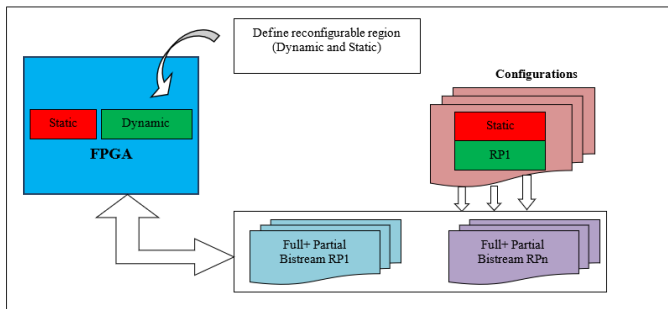 Define reconfigurable region
(Dynamic and Static)
Configurations
Static
Dynamic
FPGA
Static
RP1
Full+ Partial
Bistream RP1
Full+ Partial
Bistream RPn